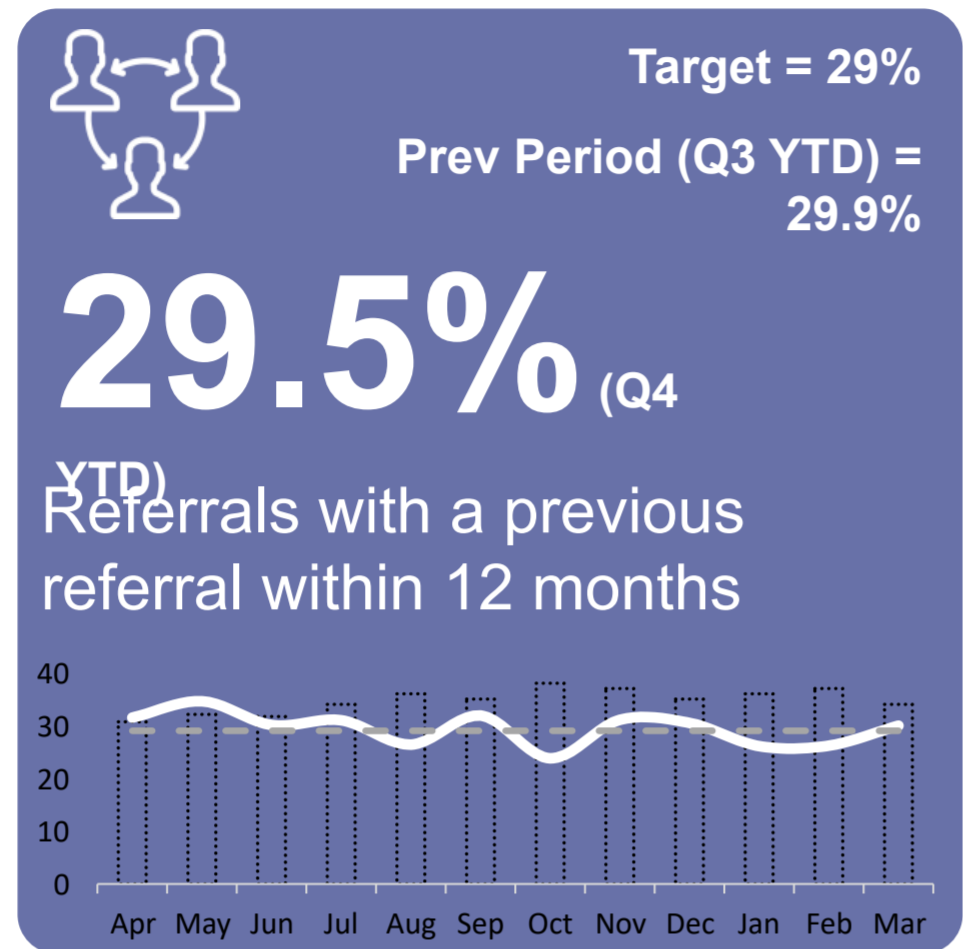 Target = 29%
Prev Period (Q3 YTD) =
29.9%
29.5% (Q4
YTD)
Referrals with a previous
referral within 12 months
40
30
20
10
0
Apr May Jun Jul Aug Sep Oct Nov Dec Jan Feb Mar